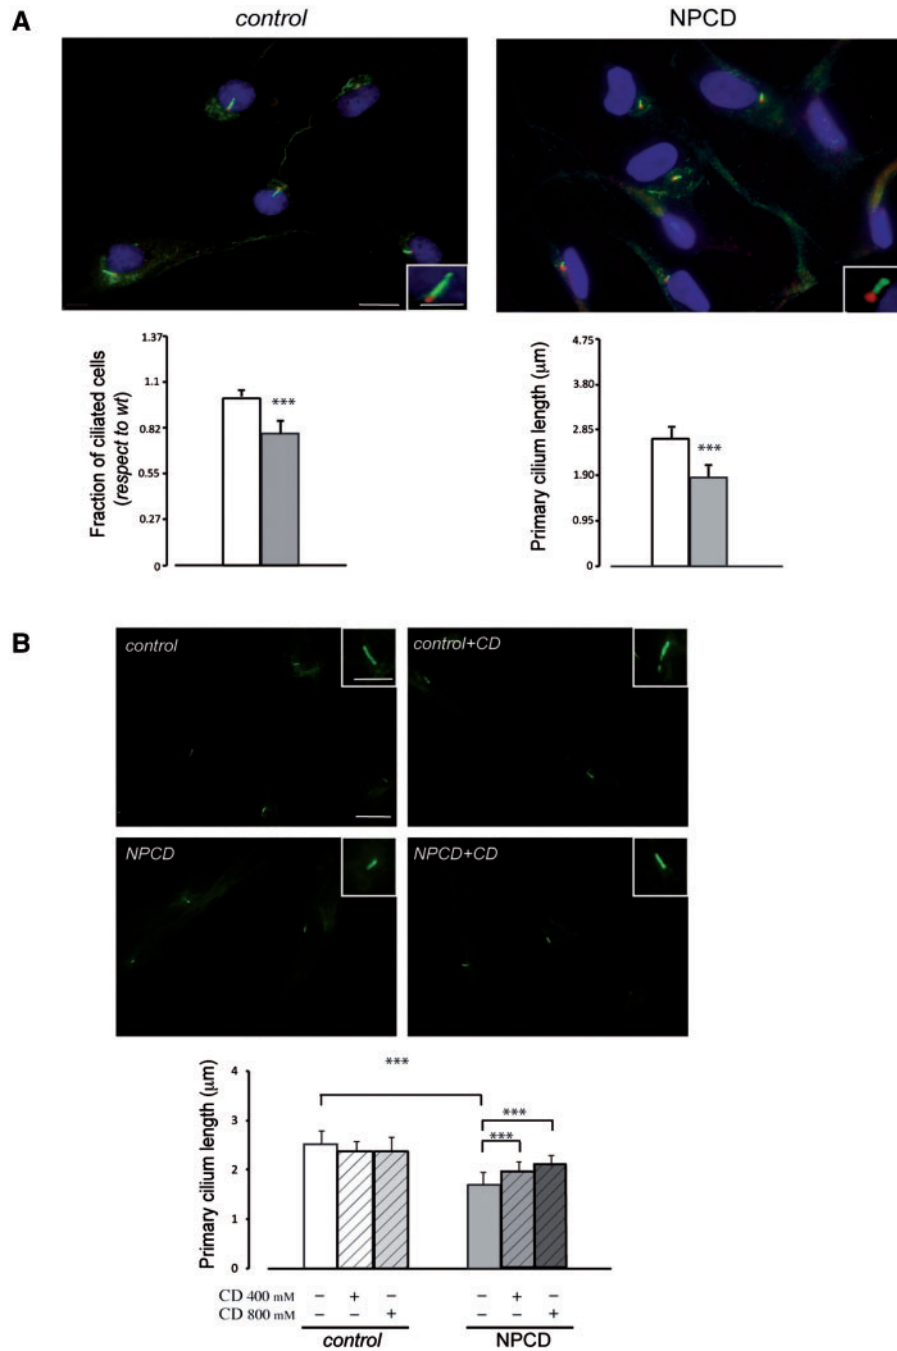 A
control
NPCD
Fraction of ciliated cells
(respect to wt)
1.37
1.1
0.82
0.55
0.27
0
***
Primary cilium length (μm)
4.75
3.80
2.85
1.90
0.95
0
***
B
control
control+CD
NPCD
NPCD+CD
Primary cilium length (μm)
4
3
2
1
0
***
***
***
CD 400 mM – + – – + –
CD 800 mM – – + – – +
control NPCD